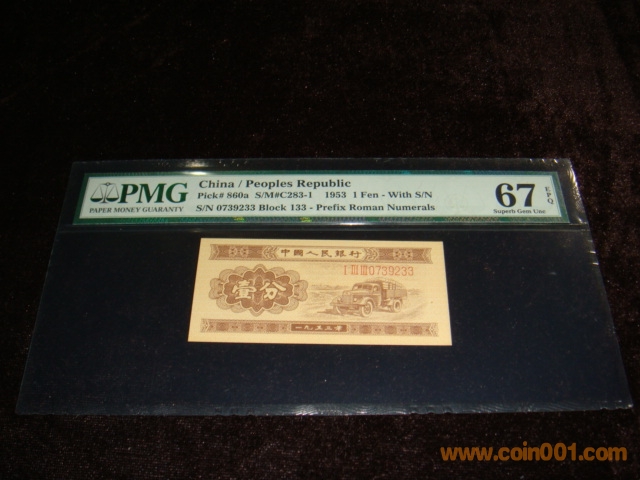 PMG
PAPER MONEY GUARANTY
China / Peoples Republic
Pick# 860a S/M#C283-1 1953 1 Fen - With S/N
S/N 0739233 Block 133 - Prefix Roman Numerals
67 EPQ
Superb Gem Unc
中國人民銀行
I III III 0739233
壹分
一九五三年
www.coin001.com